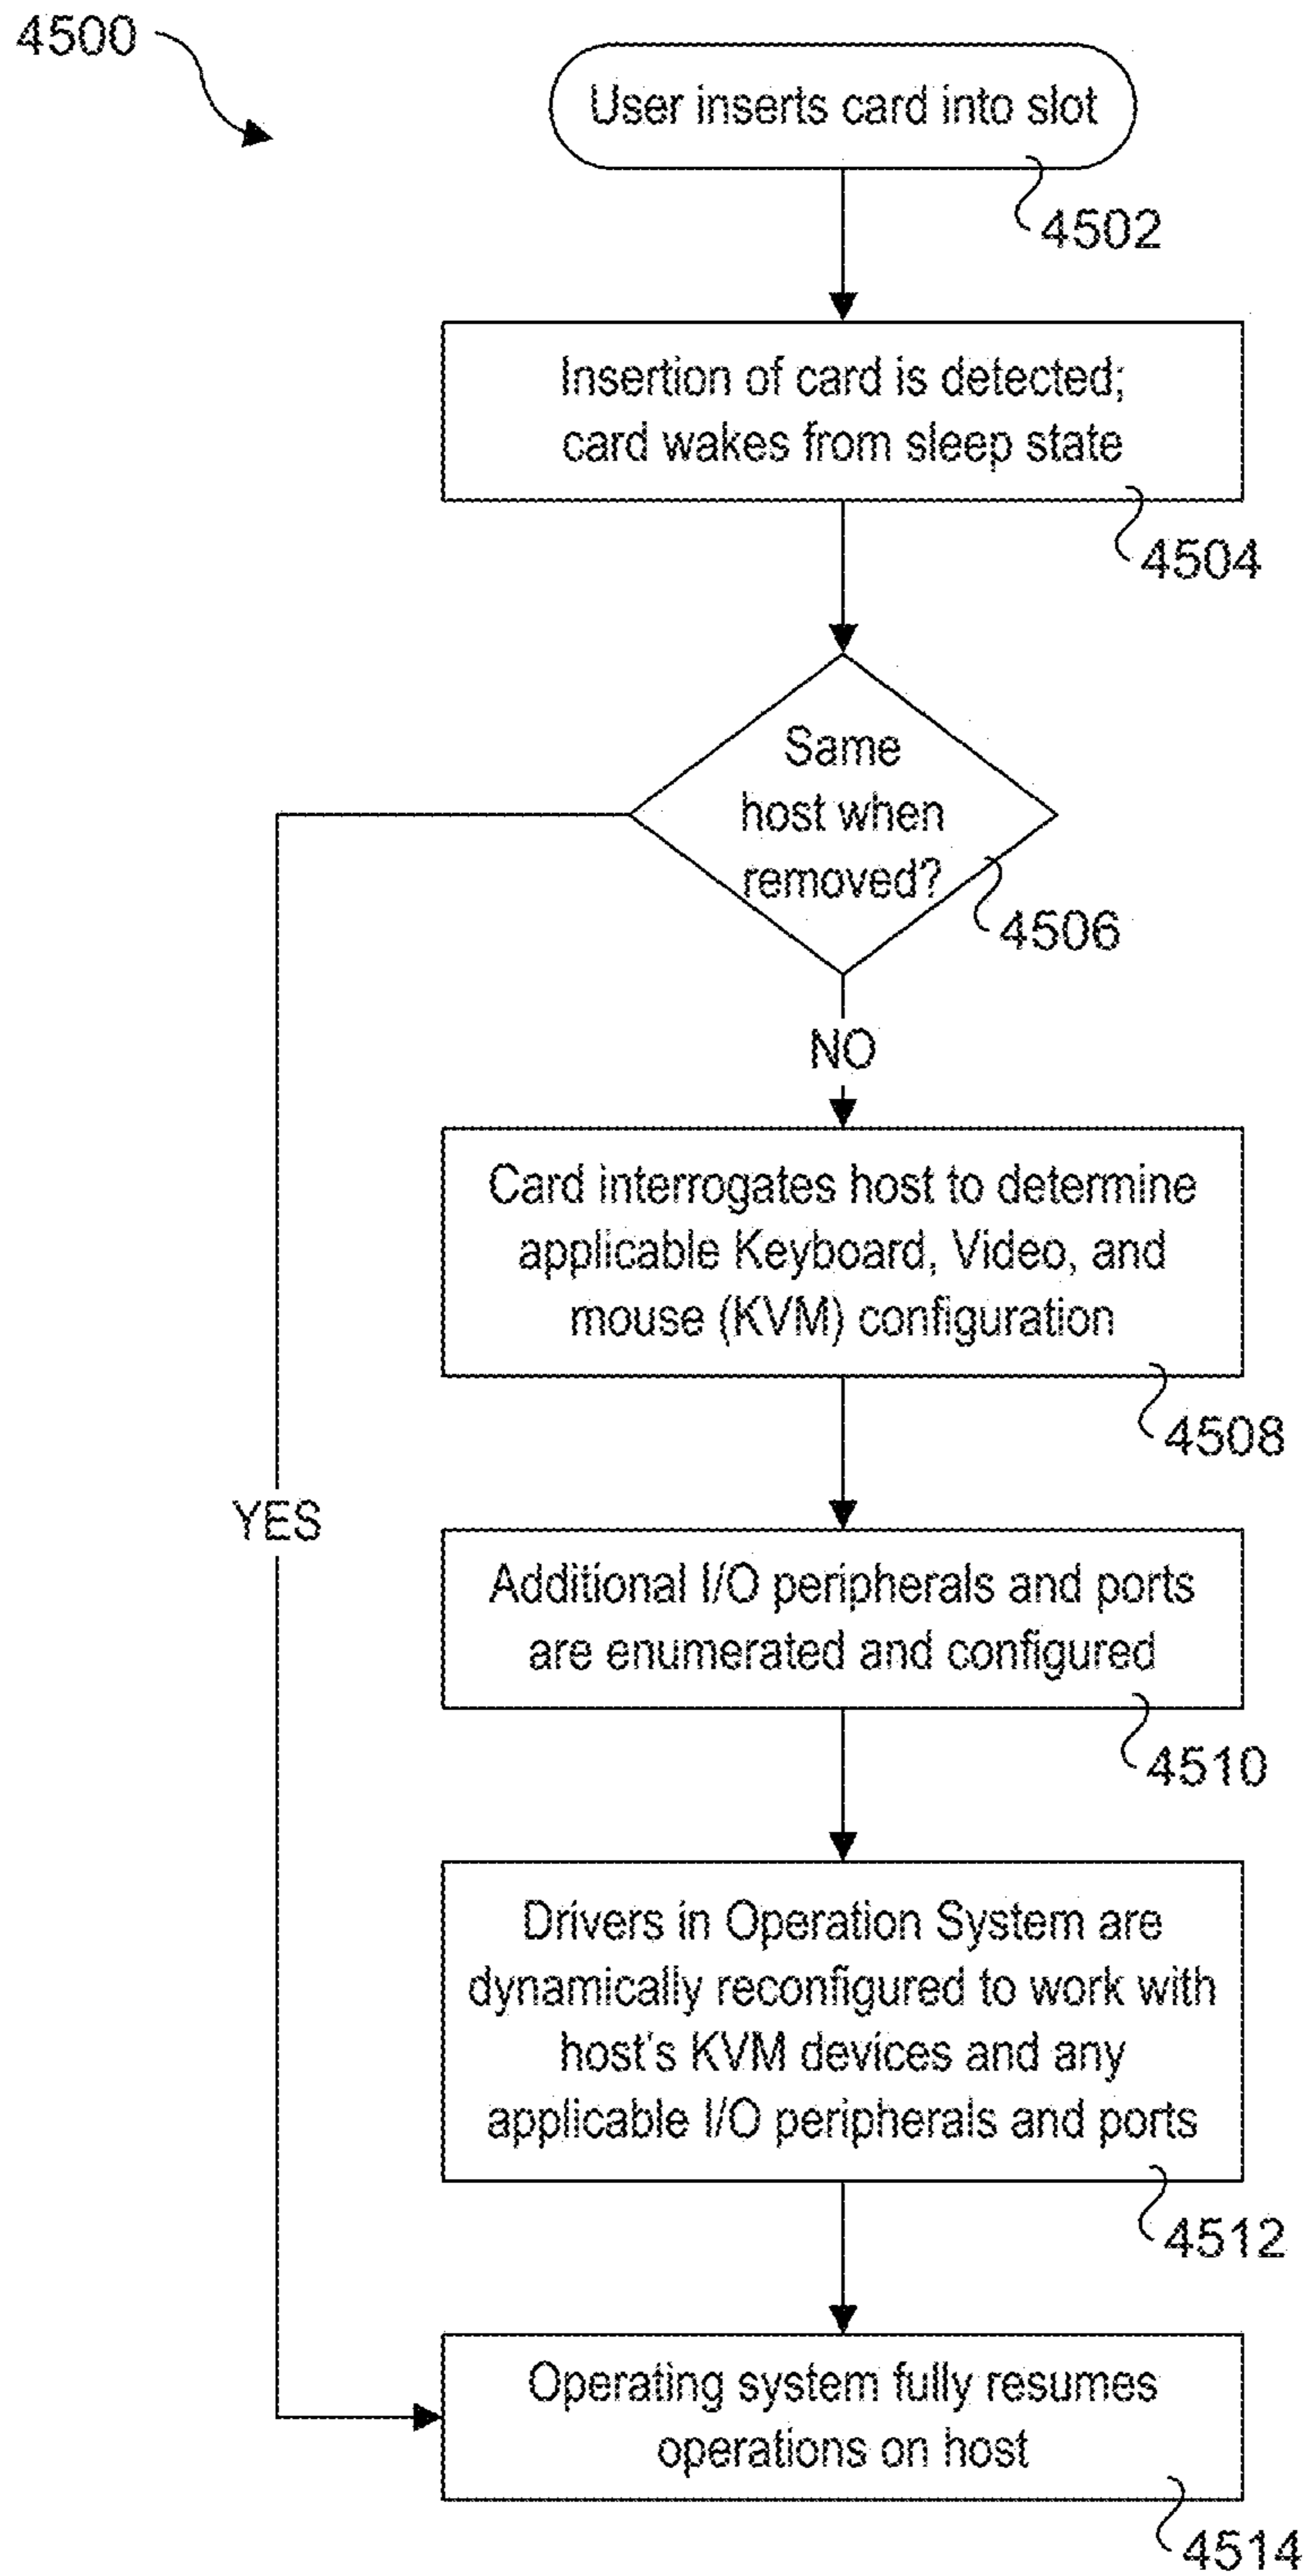 4500
User inserts card into slot
4502
Insertion of card is detected;
card wakes from sleep state
4504
Same
host when
removed?
4506
NO
Card interrogates host to determine
applicable Keyboard, Video, and
mouse (KVM) configuration
4508
YES
Additional I/O peripherals and ports
are enumerated and configured
4510
Drivers in Operation System are
dynamically reconfigured to work with
host's KVM devices and any
applicable I/O peripherals and ports
4512
Operating system fully resumes
operations on host
4514